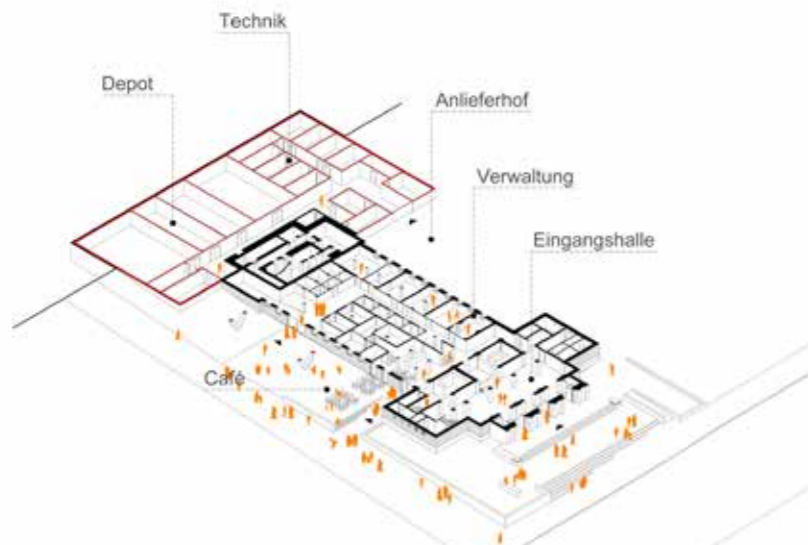 Technik
Depot
Anlieferhof
Verwaltung
Eingangshalle
Café